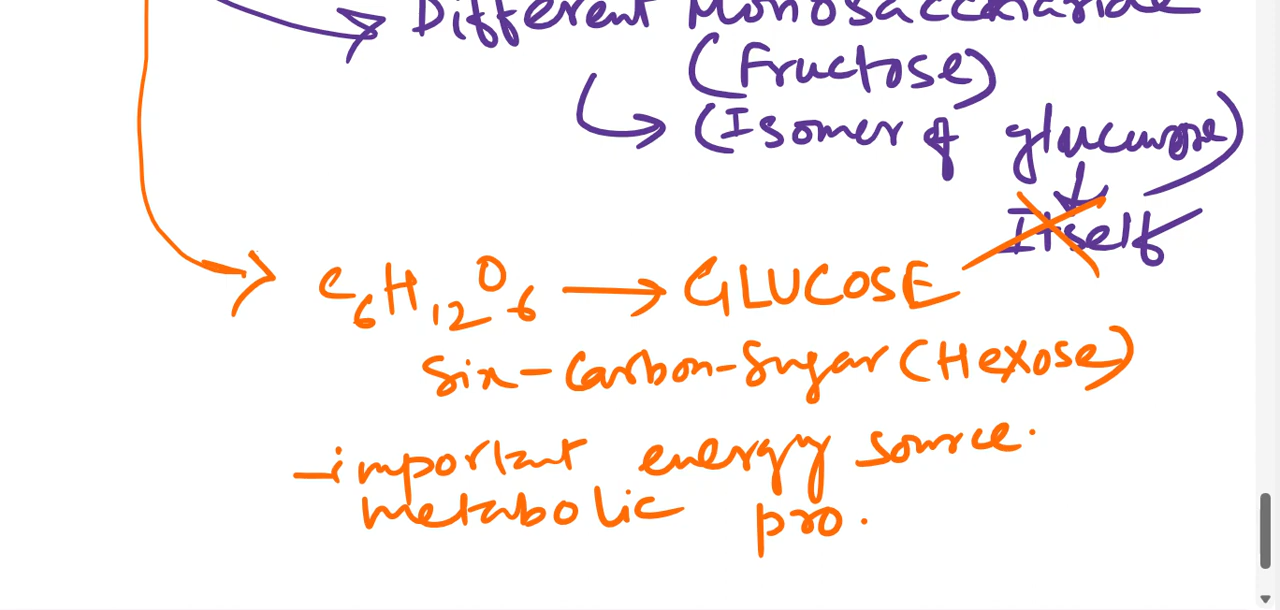 Different Monosaccharide
(Fructose)
(Isomer of glucose)
Itself
C6H12O6 → GLUCOSE
Six-Carbon-Sugar (Hexose)
-important energy source.
metabolic pro.